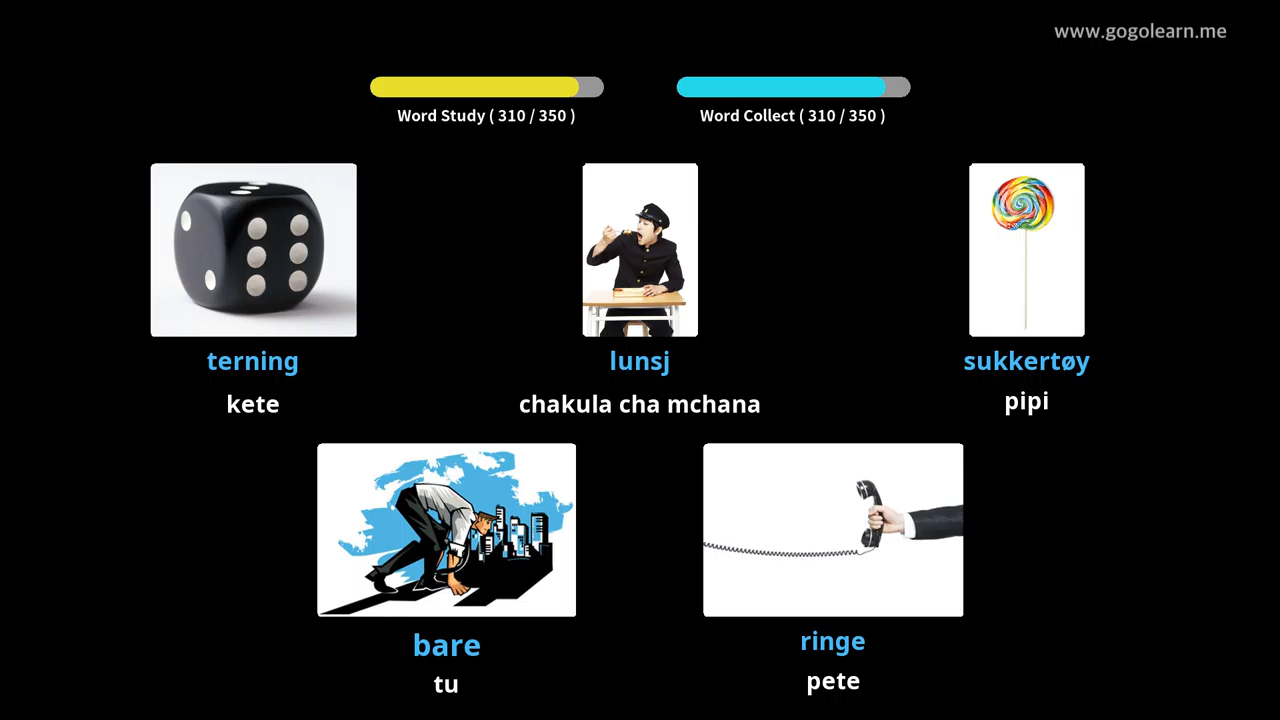 www.gogolearn.me
Word Study ( 310 / 350 )
Word Collect ( 310 / 350 )
terning
lunsj
sukkertøy
kete
chakula cha mchana
pipi
bare
ringe
tu
pete